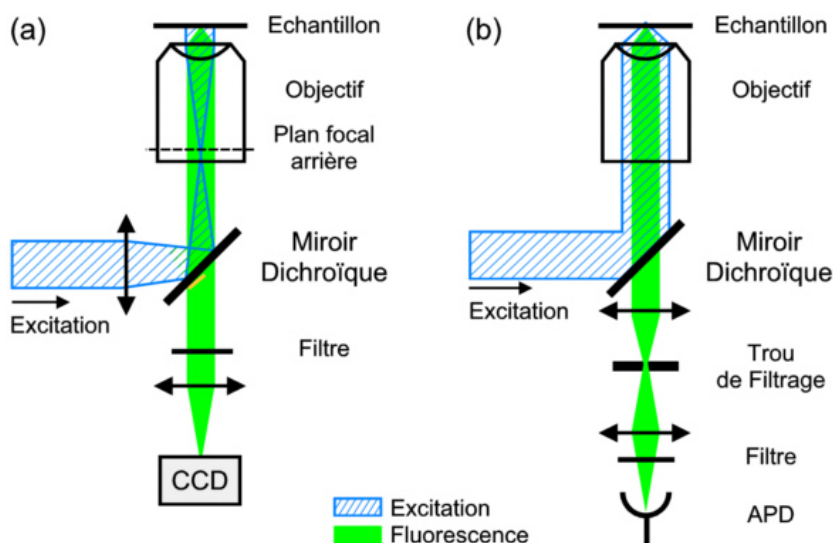 (a)
Echantillon
Objectif
Plan focal
arrière
Miroir
Dichroïque
Excitation
Filtre
CCD
(b)
Echantillon
Objectif
Miroir
Dichroïque
Excitation
Trou
de Filtrage
Filtre
APD
Excitation
Fluorescence